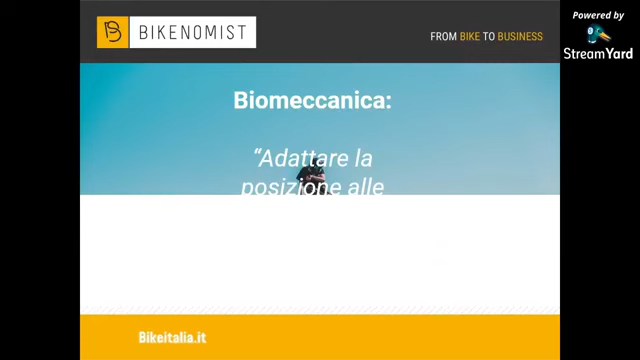 BIKENOMIST
FROM BIKE TO BUSINESS
Powered by
StreamYard
Biomeccanica:
“Adattare la
posizione alle
Bikeitalia.it